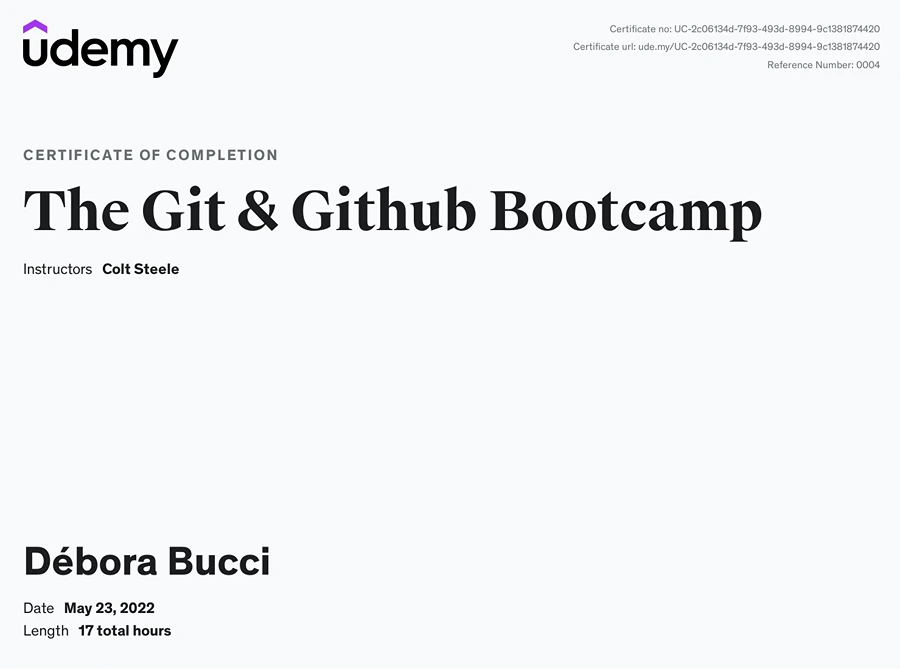 udemy
Certificate no: UC-2c06134d-7f93-493d-8994-9c1381874420
Certificate url: ude.my/UC-2c06134d-7f93-493d-8994-9c1381874420
Reference Number: 0004
CERTIFICATE OF COMPLETION
The Git & Github Bootcamp
Instructors Colt Steele
Débora Bucci
Date May 23, 2022
Length 17 total hours